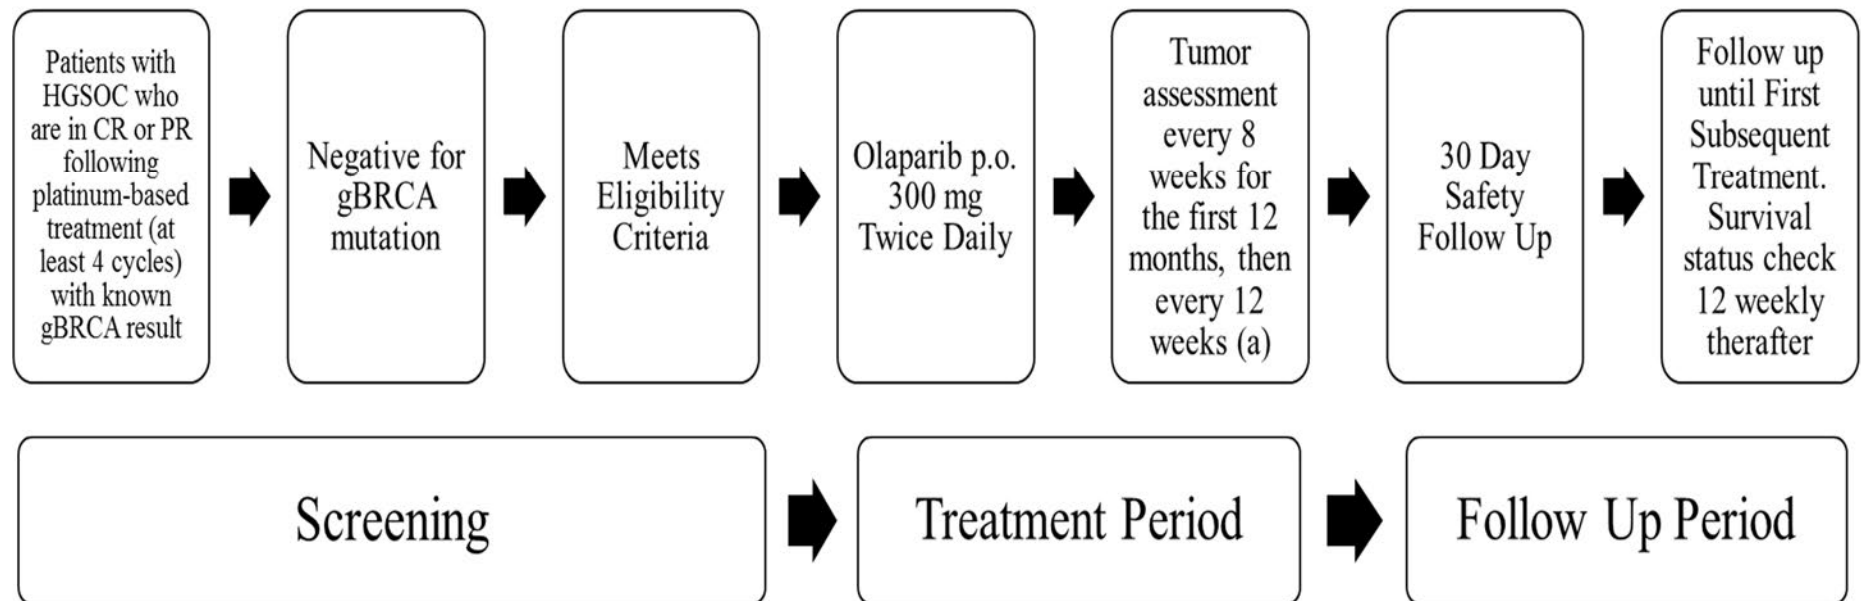 Patients with
HGSOC who
are in CR or PR
following
platinum-based
treatment (at
least 4 cycles)
with known
gBRCA result
Negative for
gBRCA
mutation
Meets
Eligibility
Criteria
Olaparib p.o.
300 mg
Twice Daily
Tumor
assessment
every 8
weeks for
the first 12
months, then
every 12
weeks (a)
30 Day
Safety
Follow Up
Follow up
until First
Subsequent
Treatment.
Survival
status check
12 weekly
therafter
Screening
Treatment Period
Follow Up Period